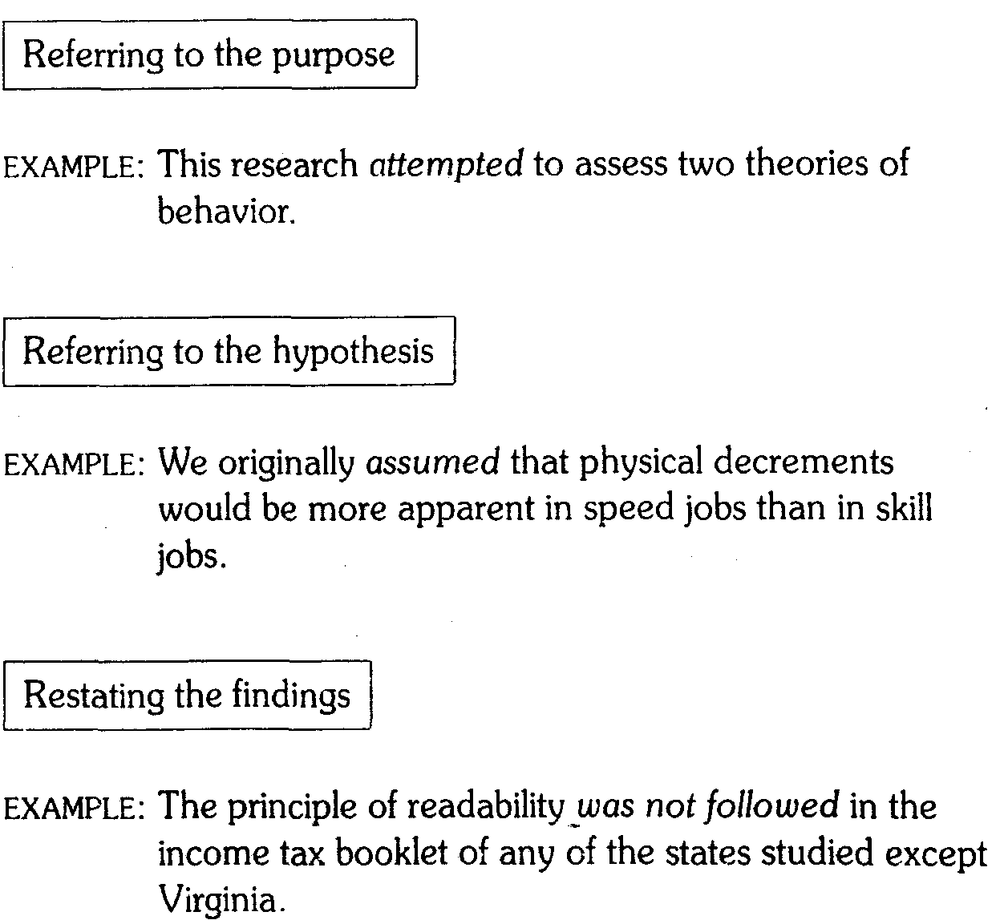 Referring to the purpose
EXAMPLE: This research attempted to assess two theories of
behavior.
Referring to the hypothesis
EXAMPLE: We originally assumed that physical decrements
would be more apparent in speed jobs than in skill
jobs.
Restating the findings
EXAMPLE: The principle of readability was not followed in the
income tax booklet of any of the states studied except
Virginia.